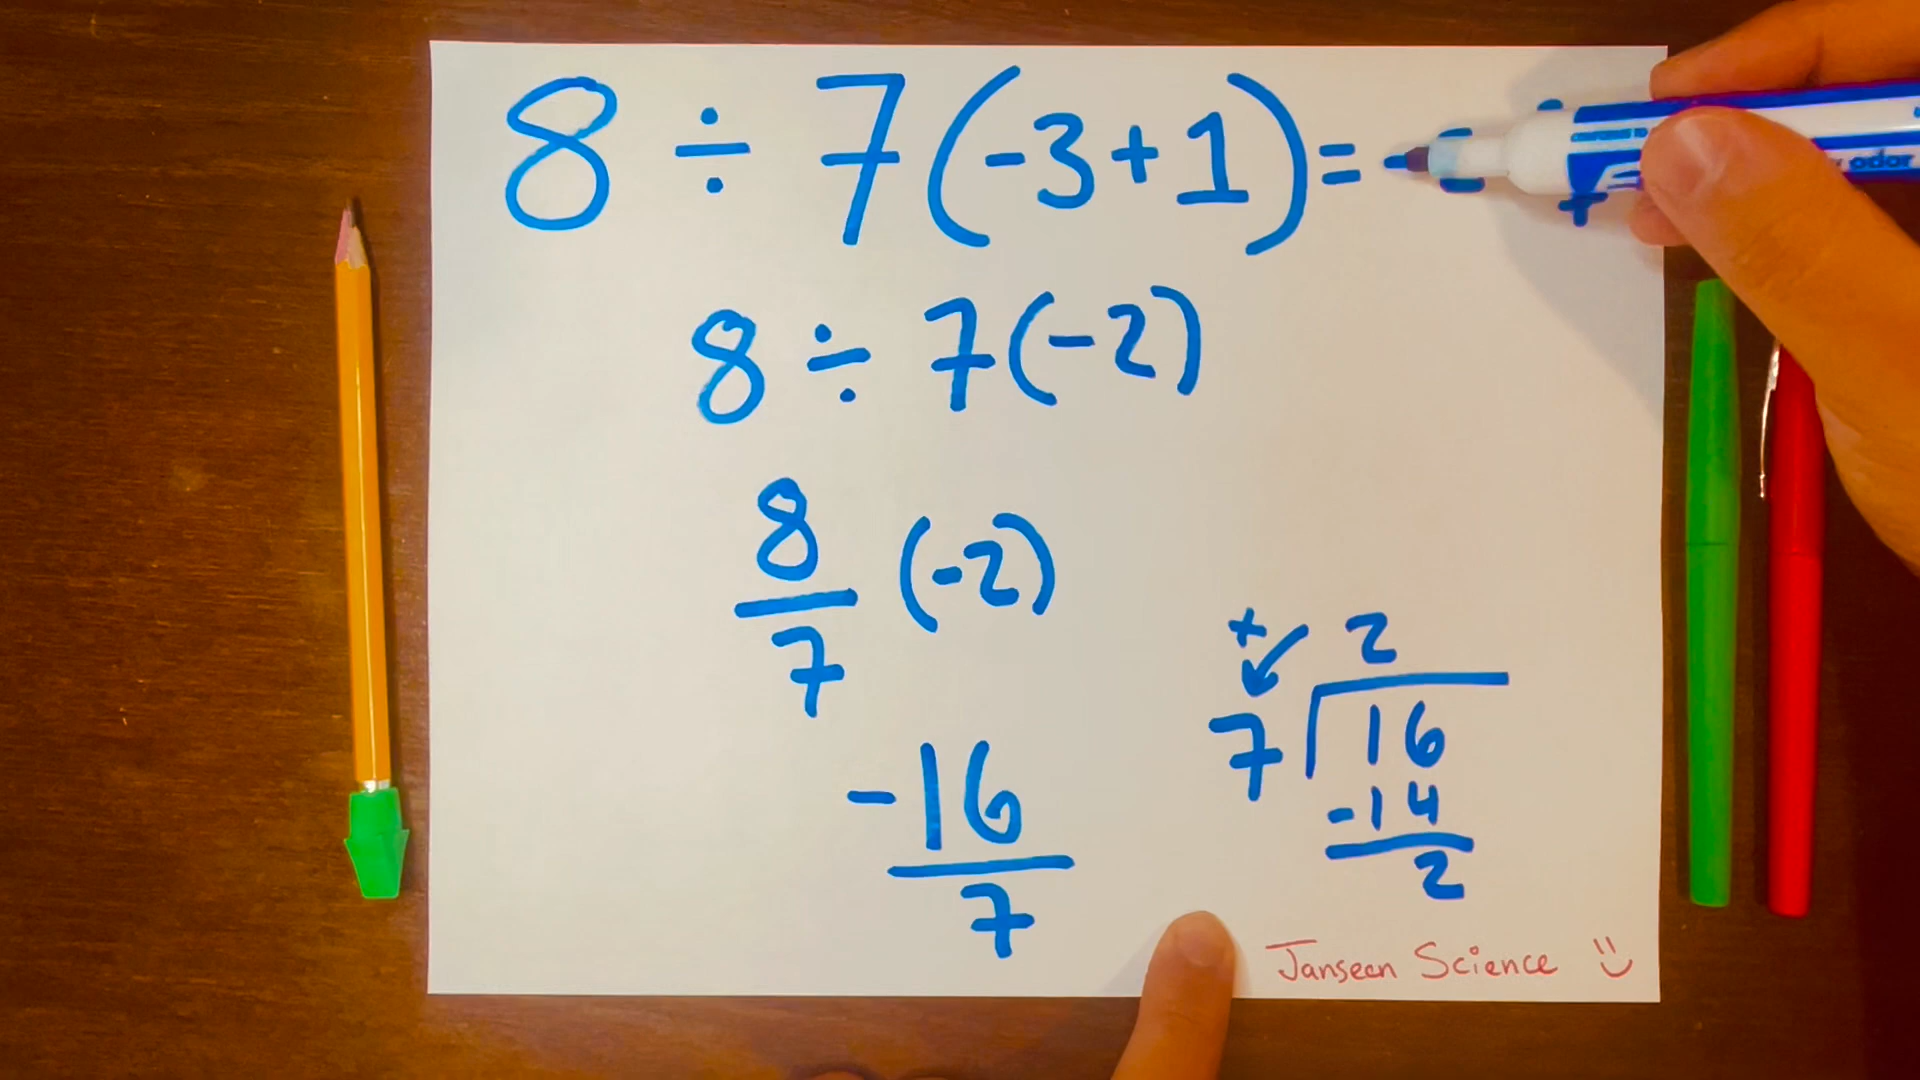 8 ÷ 7(-3+1)= -
8 ÷ 7(-2)
8
7
(-2)
-16
7
+
2
7 16
-14
2
Janseen Science
odor